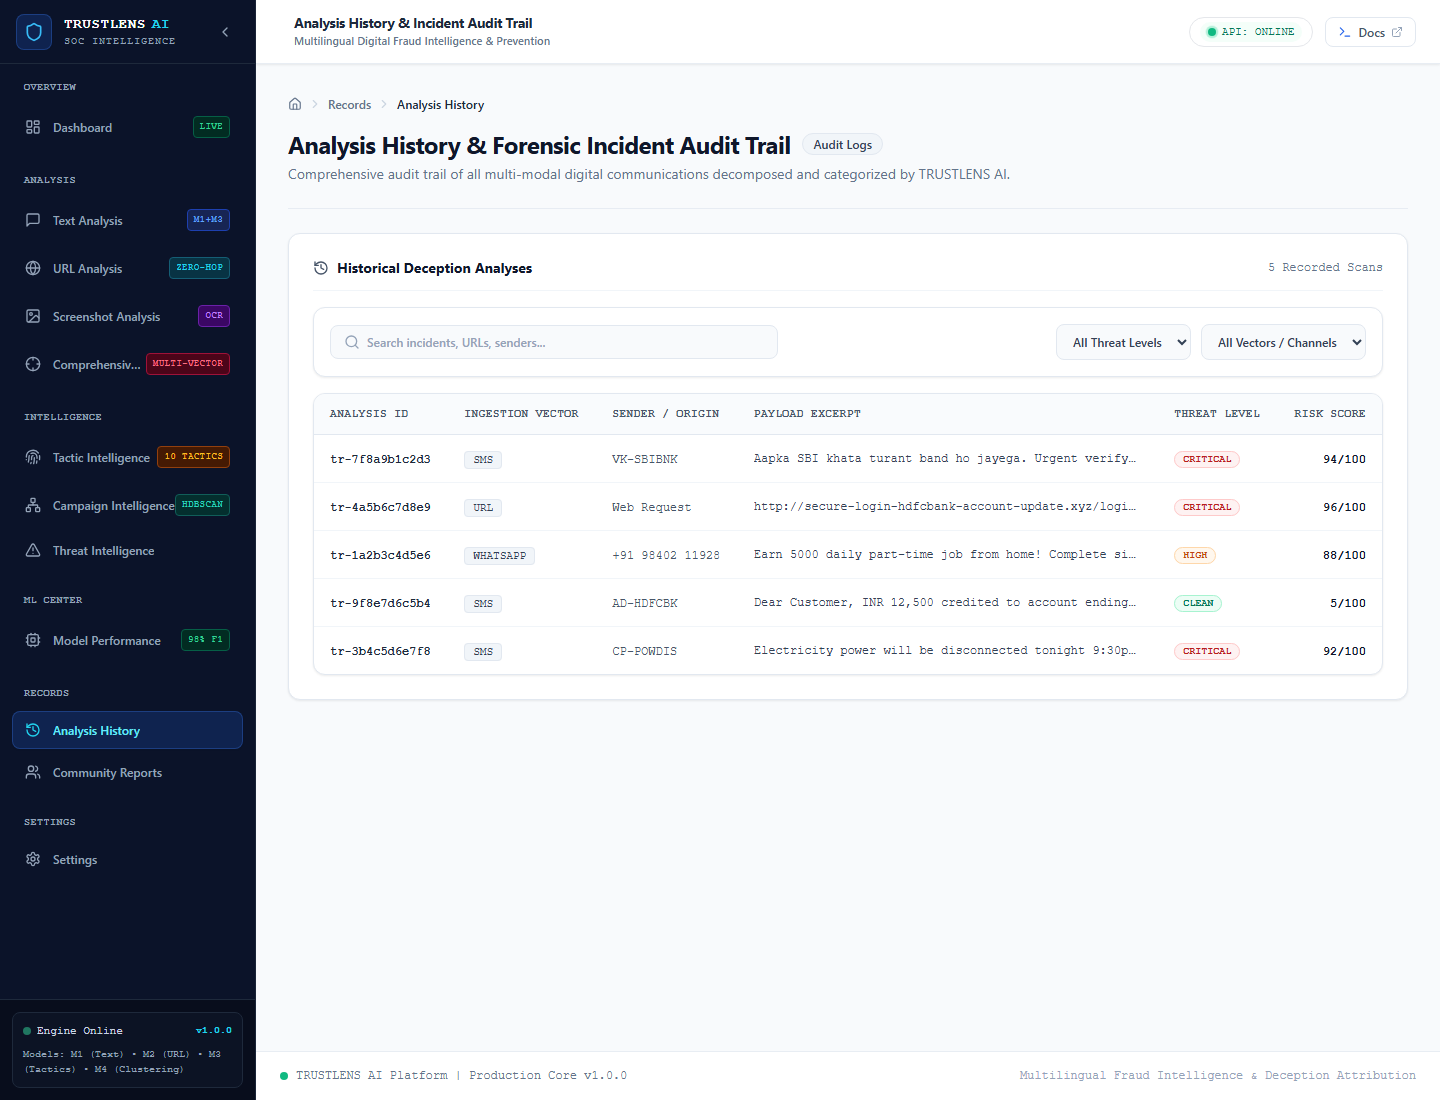 TRUSTLENS AI
SOC INTELLIGENCE
OVERVIEW
Dashboard LIVE
ANALYSIS
Text Analysis M1+M3
URL Analysis ZERO-HOP
Screenshot Analysis OCR
Comprehensiv... MULTI-VECTOR
INTELLIGENCE
Tactic Intelligence 10 TACTICS
Campaign Intelligence HDBSCAN
Threat Intelligence
ML CENTER
Model Performance 98% F1
RECORDS
Analysis History
Community Reports
SETTINGS
Settings
Engine Online v1.0.0
Models: M1 (Text) • M2 (URL) • M3
(Tactics) • M4 (Clustering)
Analysis History & Incident Audit Trail
Multilingual Digital Fraud Intelligence & Prevention
API: ONLINE
Docs
Records Analysis History
Analysis History & Forensic Incident Audit Trail Audit Logs
Comprehensive audit trail of all multi-modal digital communications decomposed and categorized by TRUSTLENS AI.
Historical Deception Analyses 5 Recorded Scans
Search incidents, URLs, senders... All Threat Levels All Vectors / Channels
ANALYSIS ID INGESTION VECTOR SENDER / ORIGIN PAYLOAD EXCERPT THREAT LEVEL RISK SCORE
tr-7f8a9b1c2d3 SMS VK-SBIBNK Aapka SBI khata turant band ho jayega. Urgent verify… CRITICAL 94/100
tr-4a5b6c7d8e9 URL Web Request http://secure-login-hdfcbank-account-update.xyz/logi… CRITICAL 96/100
tr-1a2b3c4d5e6 WHATSAPP +91 98402 11928 Earn 5000 daily part-time job from home! Complete si… HIGH 88/100
tr-9f8e7d6c5b4 SMS AD-HDFCBK Dear Customer, INR 12,500 credited to account ending… CLEAN 5/100
tr-3b4c5d6e7f8 SMS CP-POWDIS Electricity power will be disconnected tonight 9:30p… CRITICAL 92/100
TRUSTLENS AI Platform | Production Core v1.0.0
Multilingual Fraud Intelligence & Deception Attribution